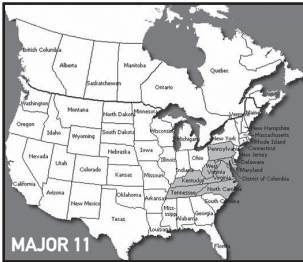 British Columbia
Alberta
Saskatchewan
Manitoba
Ontario
Quebec
Washington
Oregon
Idaho
Montana
North Dakota
Minnesota
Wyoming
South Dakota
Wisconsin
Michigan
New York
Vermont
New Hampshire
Massachusetts
Rhode Island
Connecticut
New Jersey
Delaware
Maryland
District of Columbia
Nevada
Utah
Colorado
Nebraska
Iowa
Illinois
Indiana
Ohio
Pennsylvania
West
Virginia
Virginia
California
Arizona
New Mexico
Kansas
Missouri
Kentucky
Tennessee
North Carolina
South Carolina
Oklahoma
Arkansas
Texas
Louisiana
Miss-
issippi
Alabama
Georgia
Florida
MAJOR 11